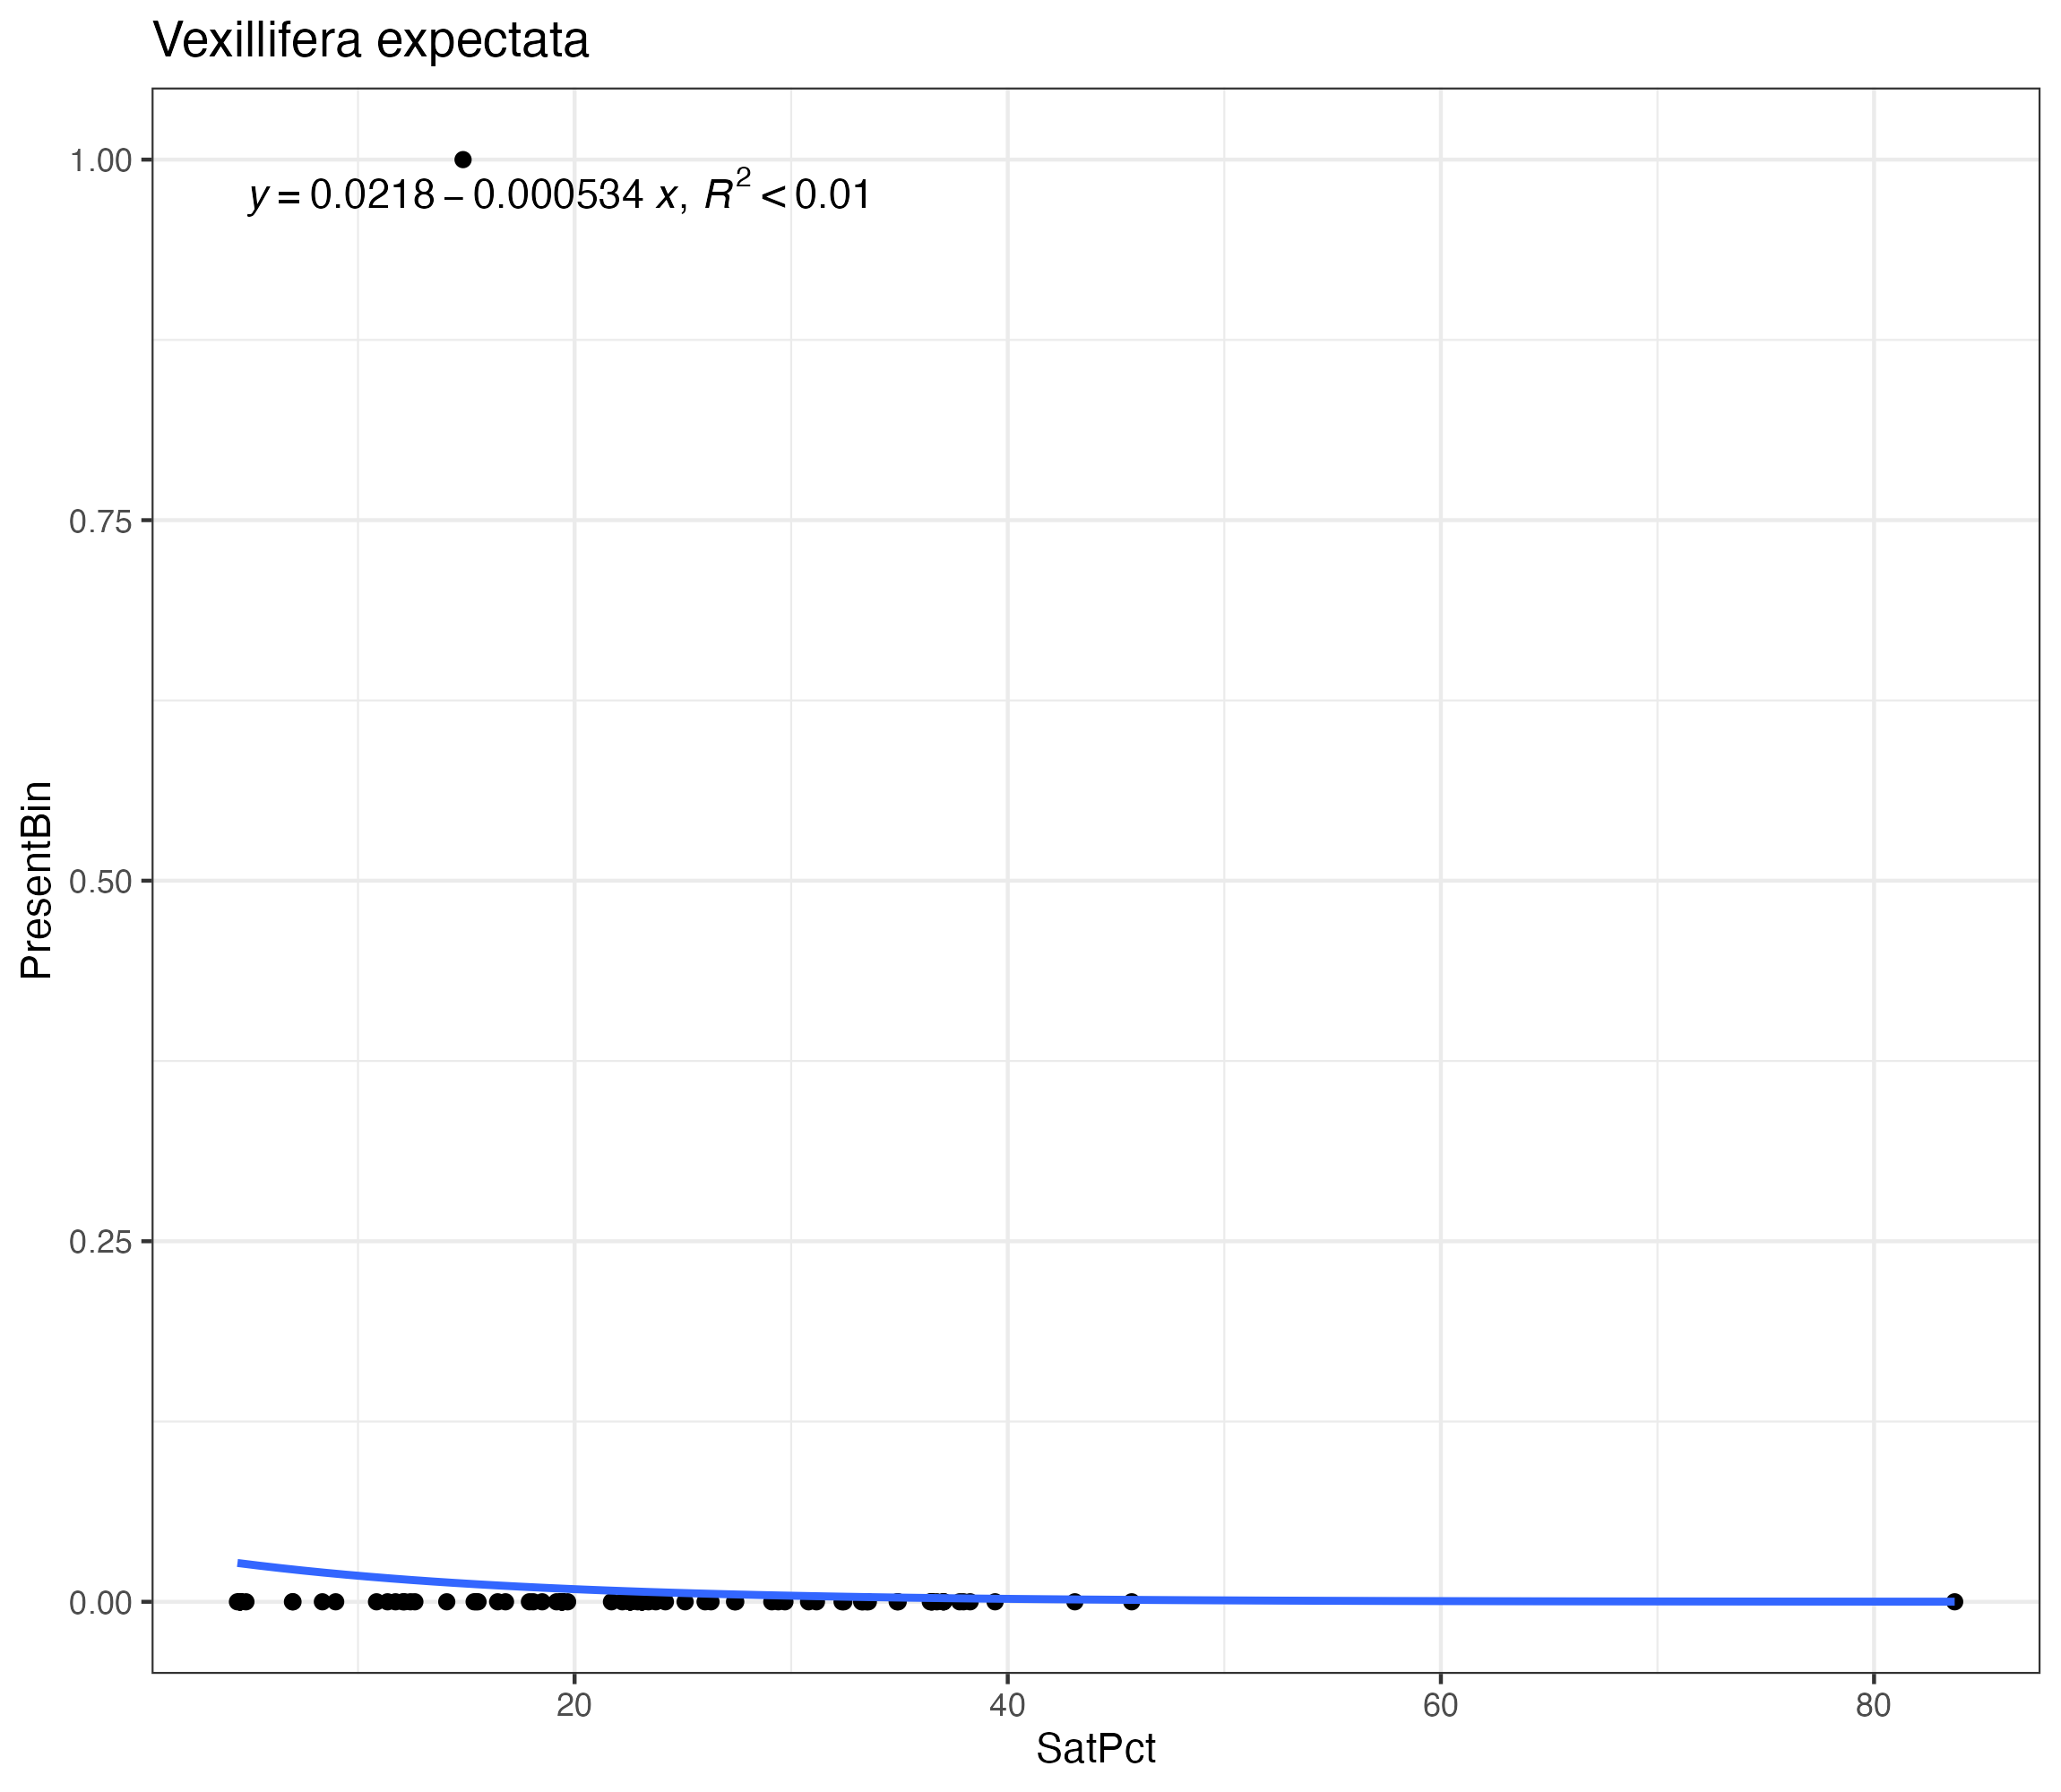 Vexillifera expectata
1.00
y = 0.0218 − 0.000534 x, R² < 0.01
0.75
0.50
PresentBin
0.25
0.00
20 40 60 80
SatPct